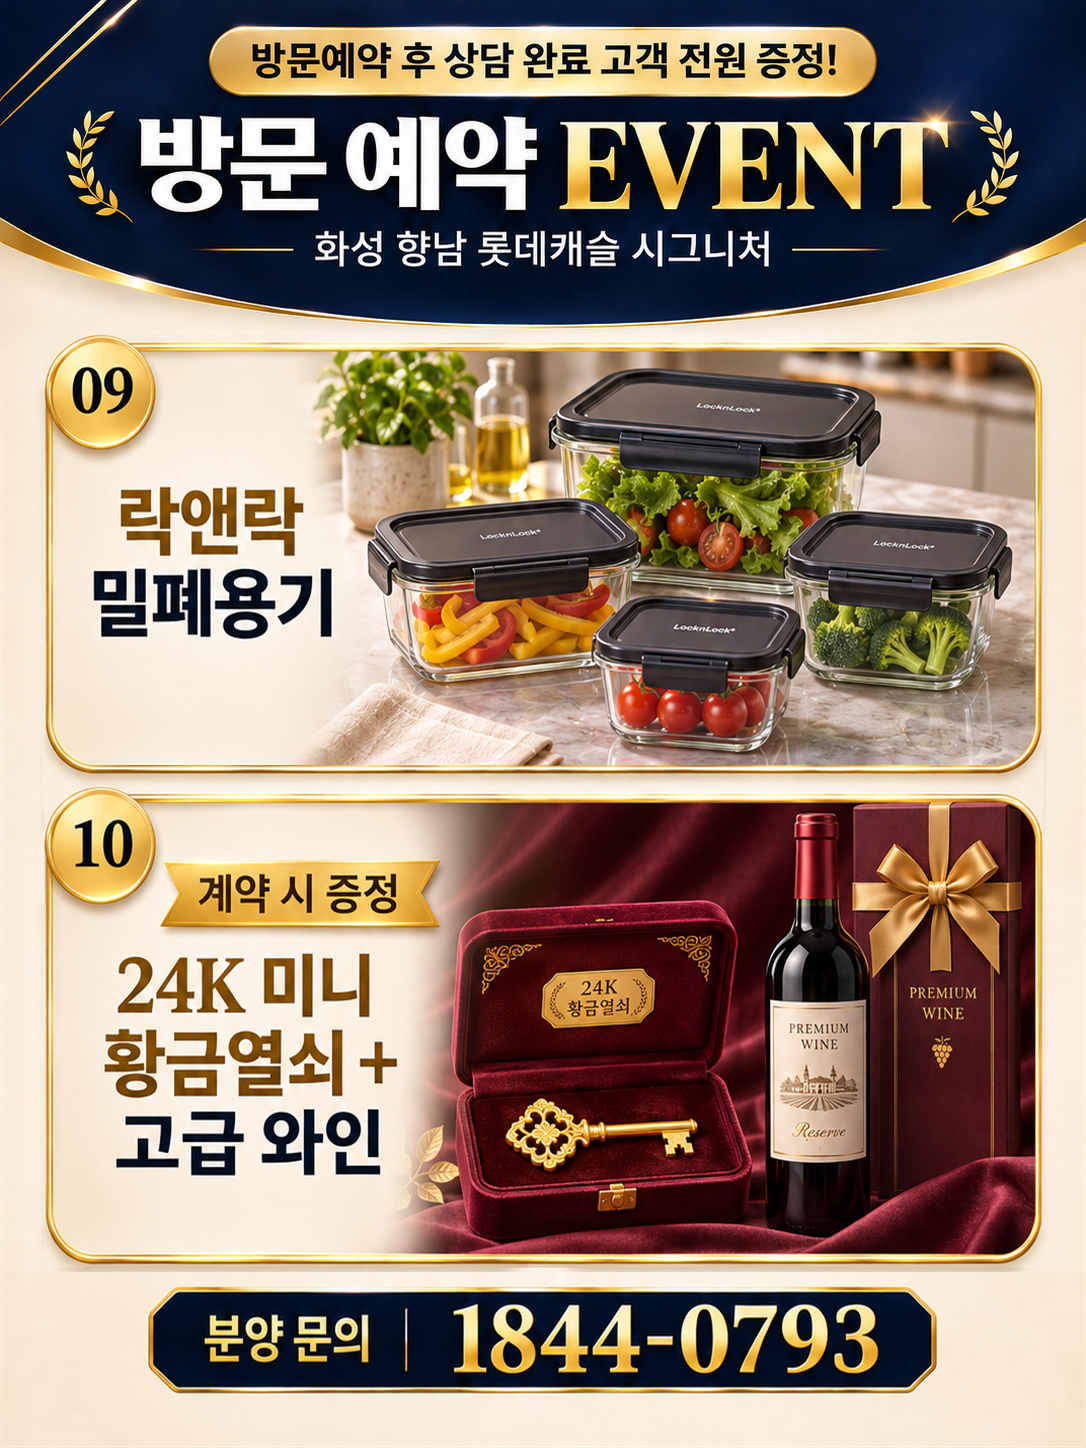 방문예약 후 상담 완료 고객 전원 증정!
방문 예약 EVENT
화성 향남 롯데캐슬 시그니처
09
락앤락
밀폐용기
LocknLock®
LocknLock®
LocknLock®
LocknLock®
10
계약 시 증정
24K 미니
황금열쇠 +
고급 와인
24K
황금열쇠
PREMIUM
WINE
Reserve
PREMIUM
WINE
분양 문의
1844-0793